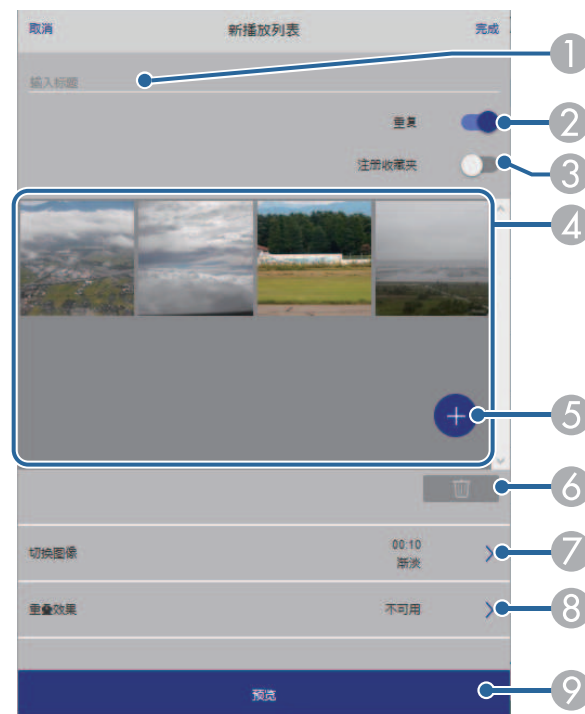 取消 新播放列表 完成
输入标题
1
重复
2
注册收藏夹
3
4
5
6
切换图像
00:10
渐淡
7
重叠效果 不可用
8
预览
9